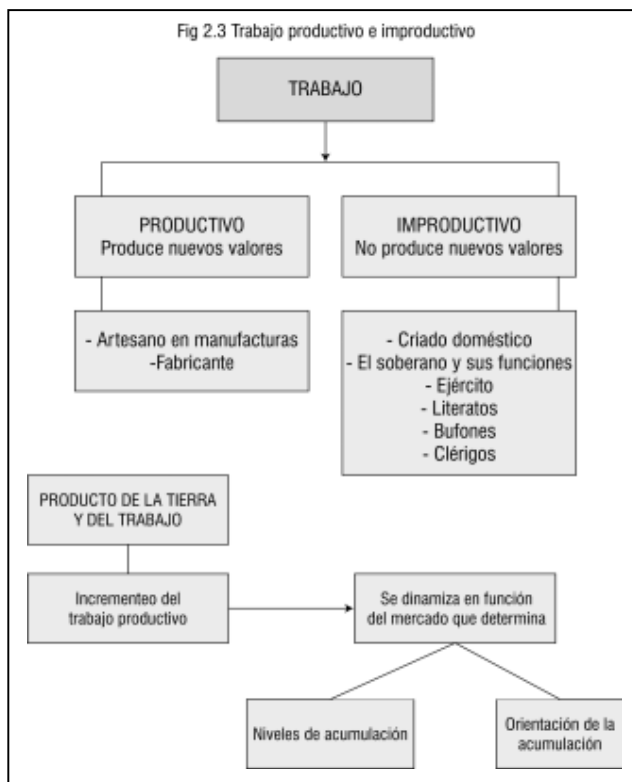 Fig 2.3 Trabajo productivo e improductivo
TRABAJO
PRODUCTIVO
Produce nuevos valores
IMPRODUCTIVO
No produce nuevos valores
- Artesano en manufacturas
-Fabricante
- Criado doméstico
- El soberano y sus funciones
- Ejército
- Literatos
- Bufones
- Clérigos
PRODUCTO DE LA TIERRA
Y DEL TRABAJO
Incrementeo del
trabajo productivo
Se dinamiza en función
del mercado que determina
Niveles de acumulación
Orientación de la
acumulación